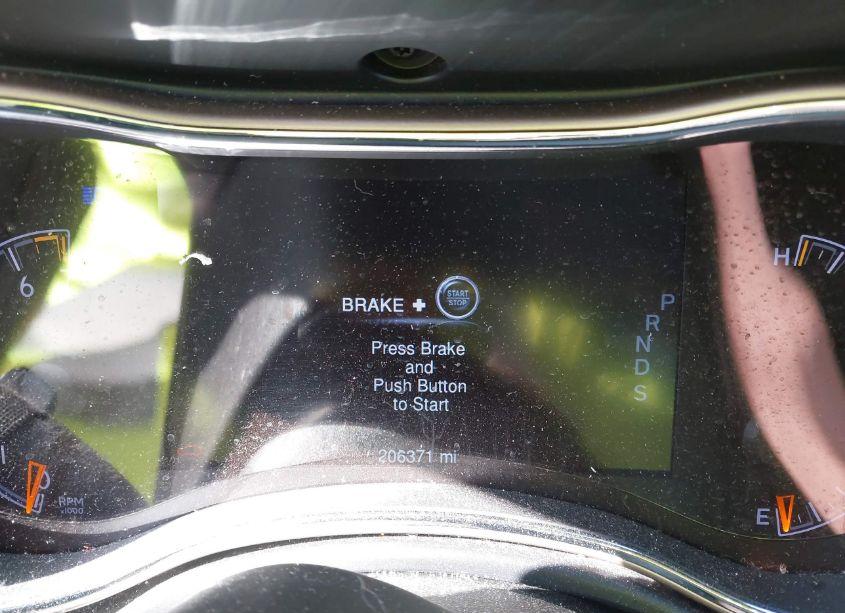 6
H
BRAKE + START STOP
P
R
N
D
S
Press Brake
and
Push Button
to Start
206371 mi
RPM
x1000
E